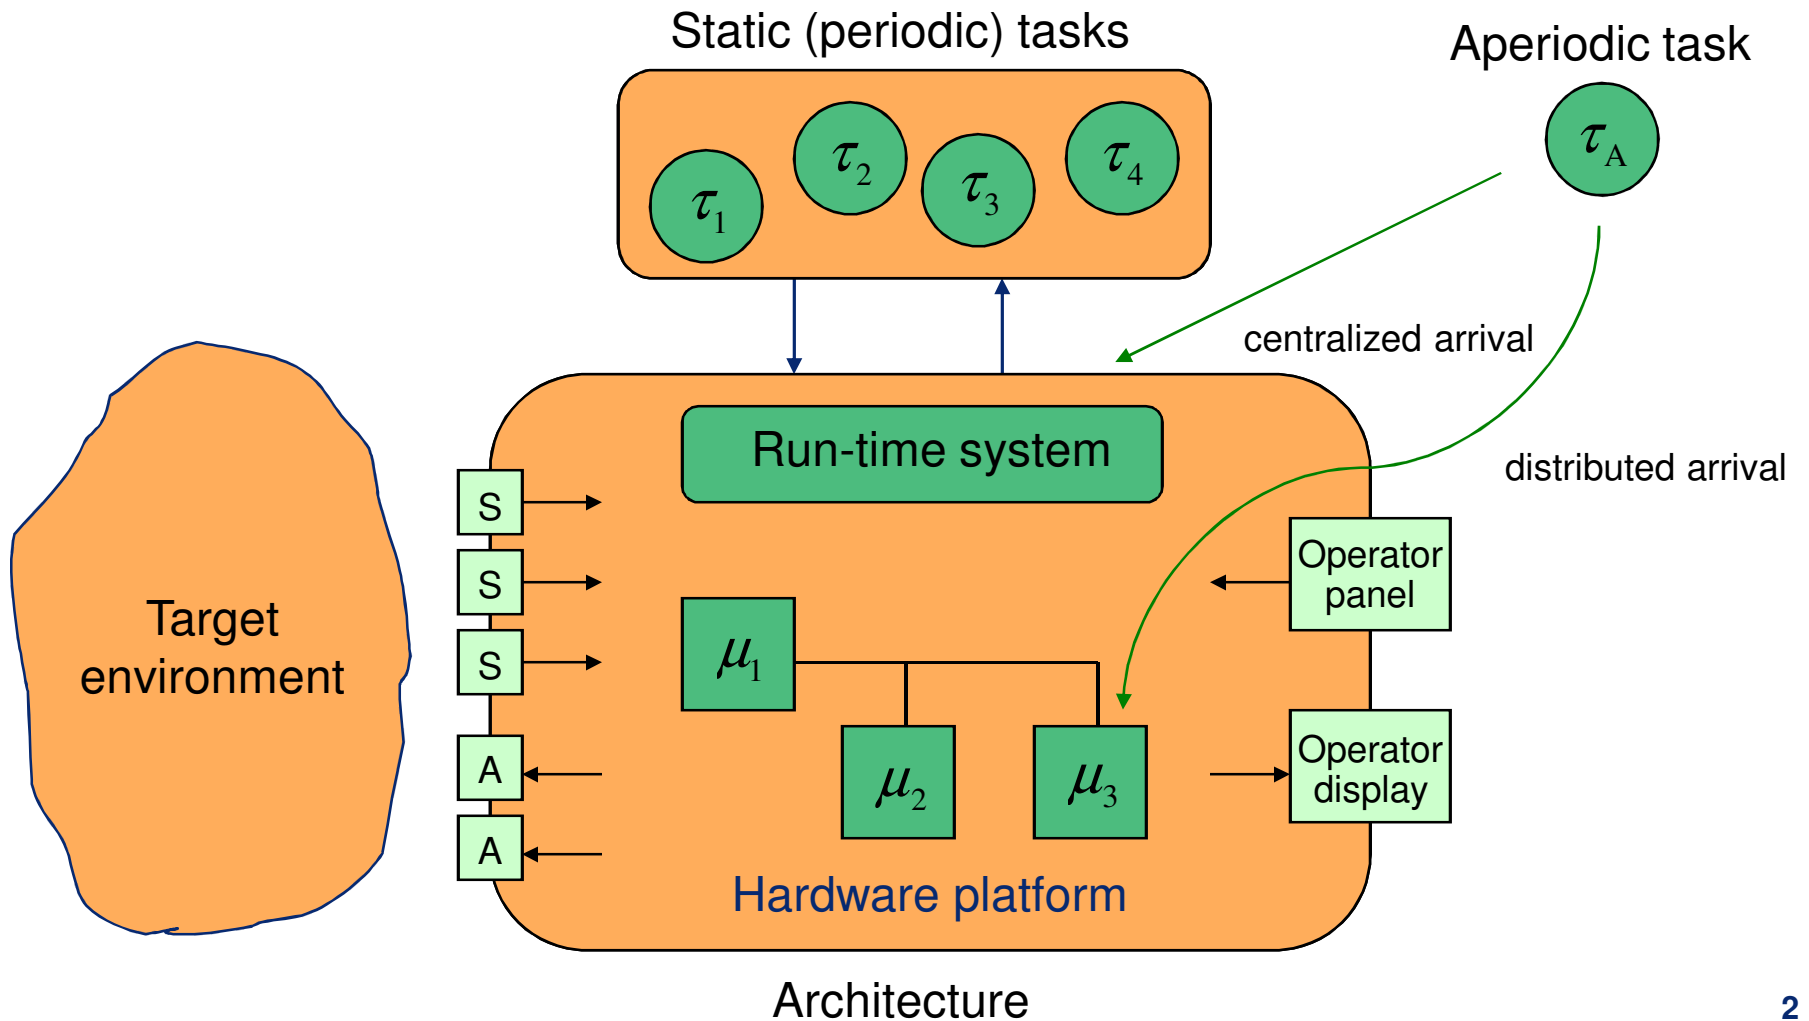 Static (periodic) tasks
Aperiodic task
τ₁
τ₂
τ₃
τ₄
τ_A
centralized arrival
distributed arrival
Run-time system
S
S
S
A
A
Target
environment
μ₁
μ₂
μ₃
Operator
panel
Operator
display
Hardware platform
Architecture
2